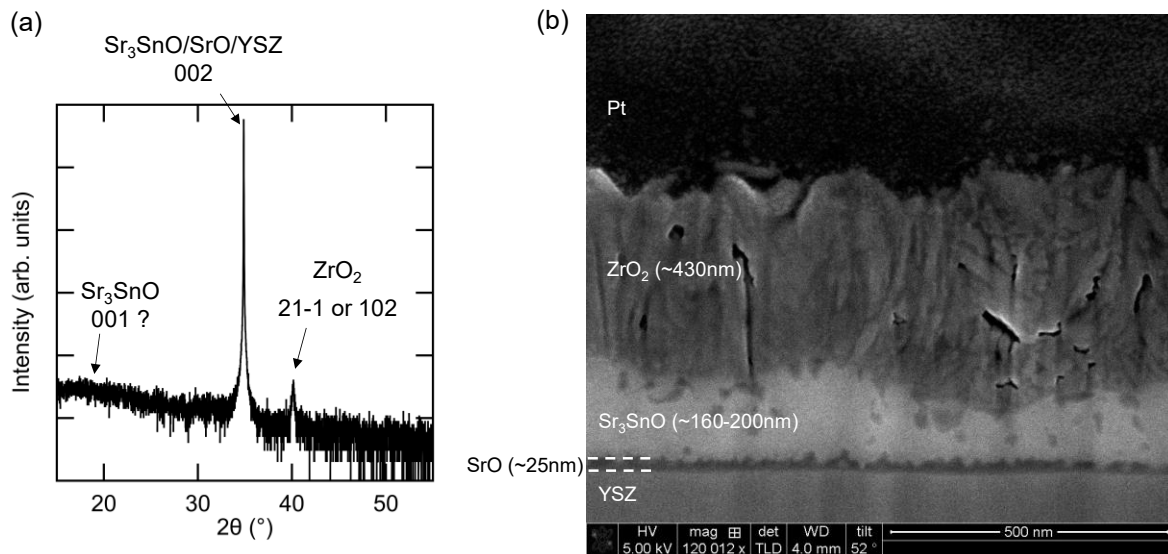 (a)
Sr₃SnO/SrO/YSZ
002
Sr₃SnO
001 ?
ZrO₂
21-1 or 102
Intensity (arb. units)
20 30 40 50
2θ (°)
(b)
Pt
ZrO₂ (~430nm)
Sr₃SnO (~160-200nm)
SrO (~25nm)
YSZ
HV mag det WD tilt
5.00 kV 120 012 x TLD 4.0 mm 52 °
500 nm